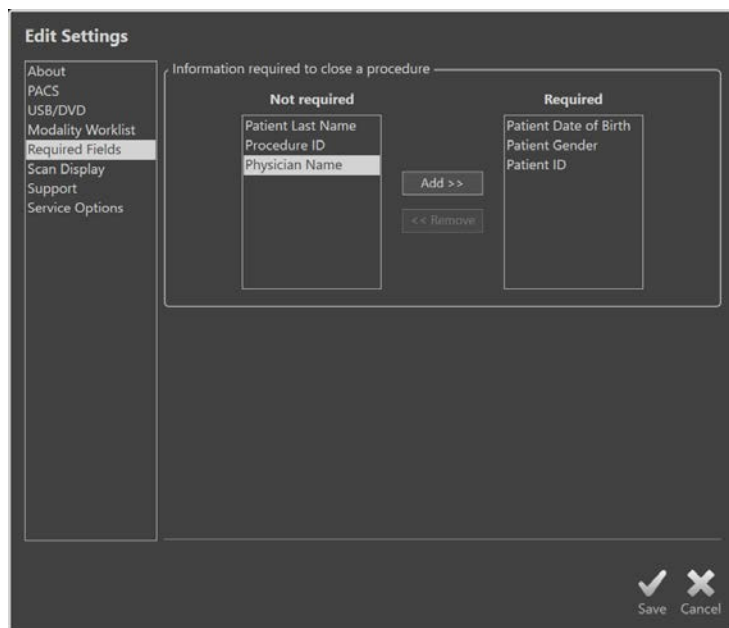 Edit Settings
About
PACS
USB/DVD
Modality Worklist
Required Fields
Scan Display
Support
Service Options
Information required to close a procedure
Not required
Patient Last Name
Procedure ID
Physician Name
Add >>
<< Remove
Required
Patient Date of Birth
Patient Gender
Patient ID
Save
Cancel